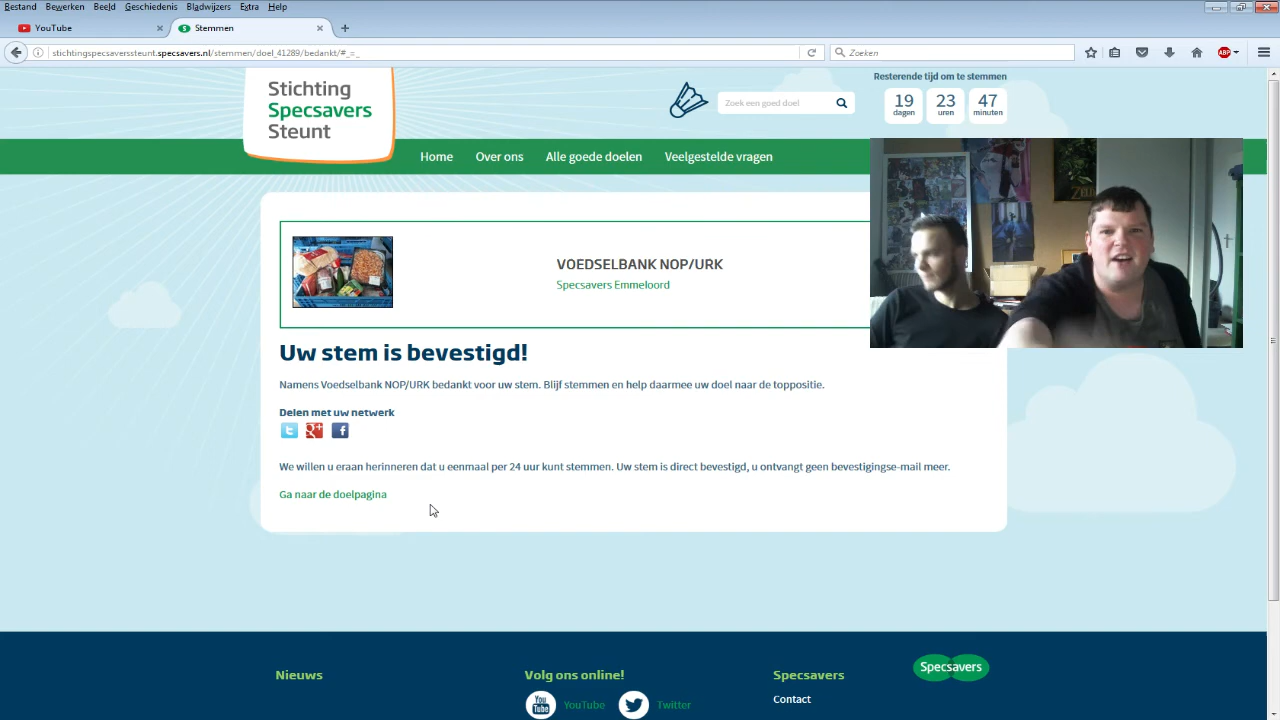 Bestand Bewerken Beeld Geschiedenis Bladwijzers Extra Help
YouTube × Stemmen × +
stichtingspecsaverssteunt.specsavers.nl/stemmen/doel_41289/bedankt/#_=_ Zoeken ABP
Stichting
Specsavers
Steunt
Zoek een goed doel
Resterende tijd om te stemmen
19 23 47
dagen uren minuten
Home Over ons Alle goede doelen Veelgestelde vragen
VOEDSELBANK NOP/URK
Specsavers Emmeloord
Uw stem is bevestigd!
Namens Voedselbank NOP/URK bedankt voor uw stem. Blijf stemmen en help daarmee uw doel naar de toppositie.
Delen met uw netwerk
We willen u eraan herinneren dat u eenmaal per 24 uur kunt stemmen. Uw stem is direct bevestigd, u ontvangt geen bevestigingse-mail meer.
Ga naar de doelpagina
Nieuws Volg ons online! Specsavers Specsavers
You Tube YouTube Twitter Contact